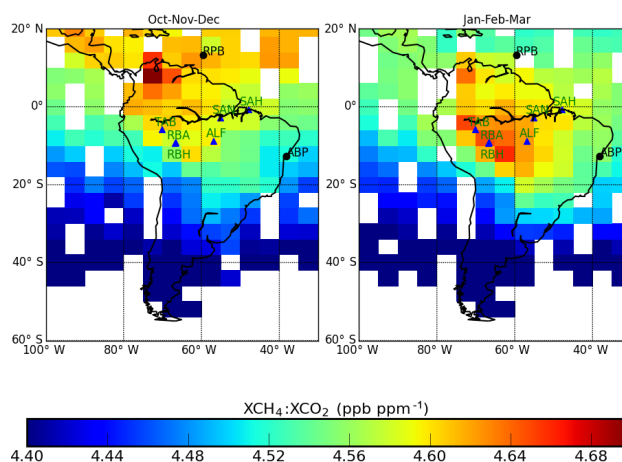 Oct-Nov-Dec
Jan-Feb-Mar
20° N
0°
20° S
40° S
60° S
100° W
80° W
60° W
40° W
RPB
SAH
SAN
TAB
RBA
ALF
RBH
ABP
20° N
0°
20° S
40° S
60° S
100° W
80° W
60° W
40° W
RPB
SAH
SAN
TAB
RBA
ALF
RBH
ABP
XCH₄:XCO₂ (ppb ppm⁻¹)
4.40 4.44 4.48 4.52 4.56 4.60 4.64 4.68